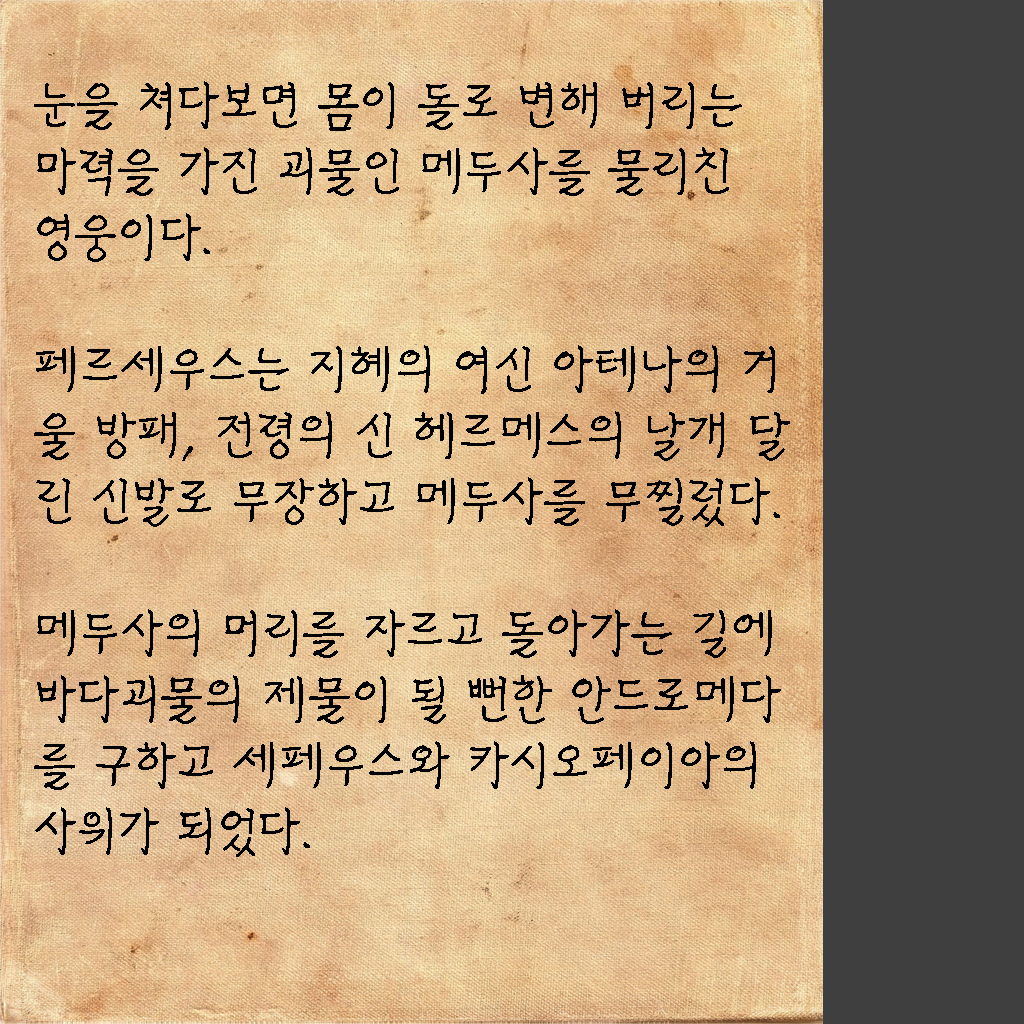 눈을 쳐다보면 몸이 돌로 변해 버리는
마력을 가진 괴물인 메두사를 물리친
영웅이다.
페르세우스는 지혜의 여신 아테나의 거
울 방패, 전령의 신 헤르메스의 날개 달
린 신발로 무장하고 메두사를 무찔렀다.
메두사의 머리를 자르고 돌아가는 길에
바다괴물의 제물이 될 뻔한 안드로메다
를 구하고 세페우스와 카시오페이아의
사위가 되었다.